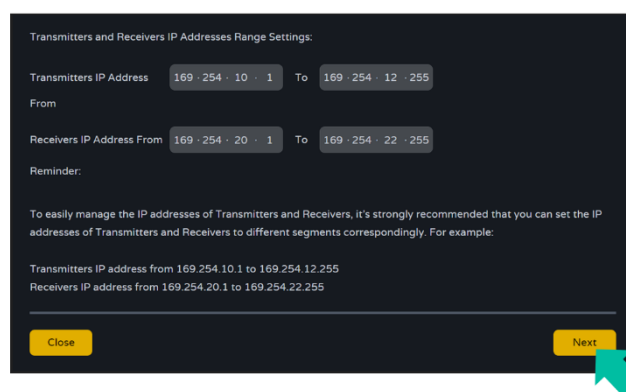 Transmitters and Receivers IP Addresses Range Settings:
Transmitters IP Address From 169 · 254 · 10 · 1 To 169 · 254 · 12 · 255
Receivers IP Address From 169 · 254 · 20 · 1 To 169 · 254 · 22 · 255
Reminder:
To easily manage the IP addresses of Transmitters and Receivers, it's strongly recommended that you can set the IP
addresses of Transmitters and Receivers to different segments correspondingly. For example:
Transmitters IP address from 169.254.10.1 to 169.254.12.255
Receivers IP address from 169.254.20.1 to 169.254.22.255
Close Next